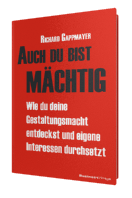 RICHARD GAPPMAYER
AUCH DU BIST
MÄCHTIG
WIE DU DEINE
GESTALTUNGSMACHT
ENTDECKST UND EIGENE
INTERESSEN DURCHSETZT